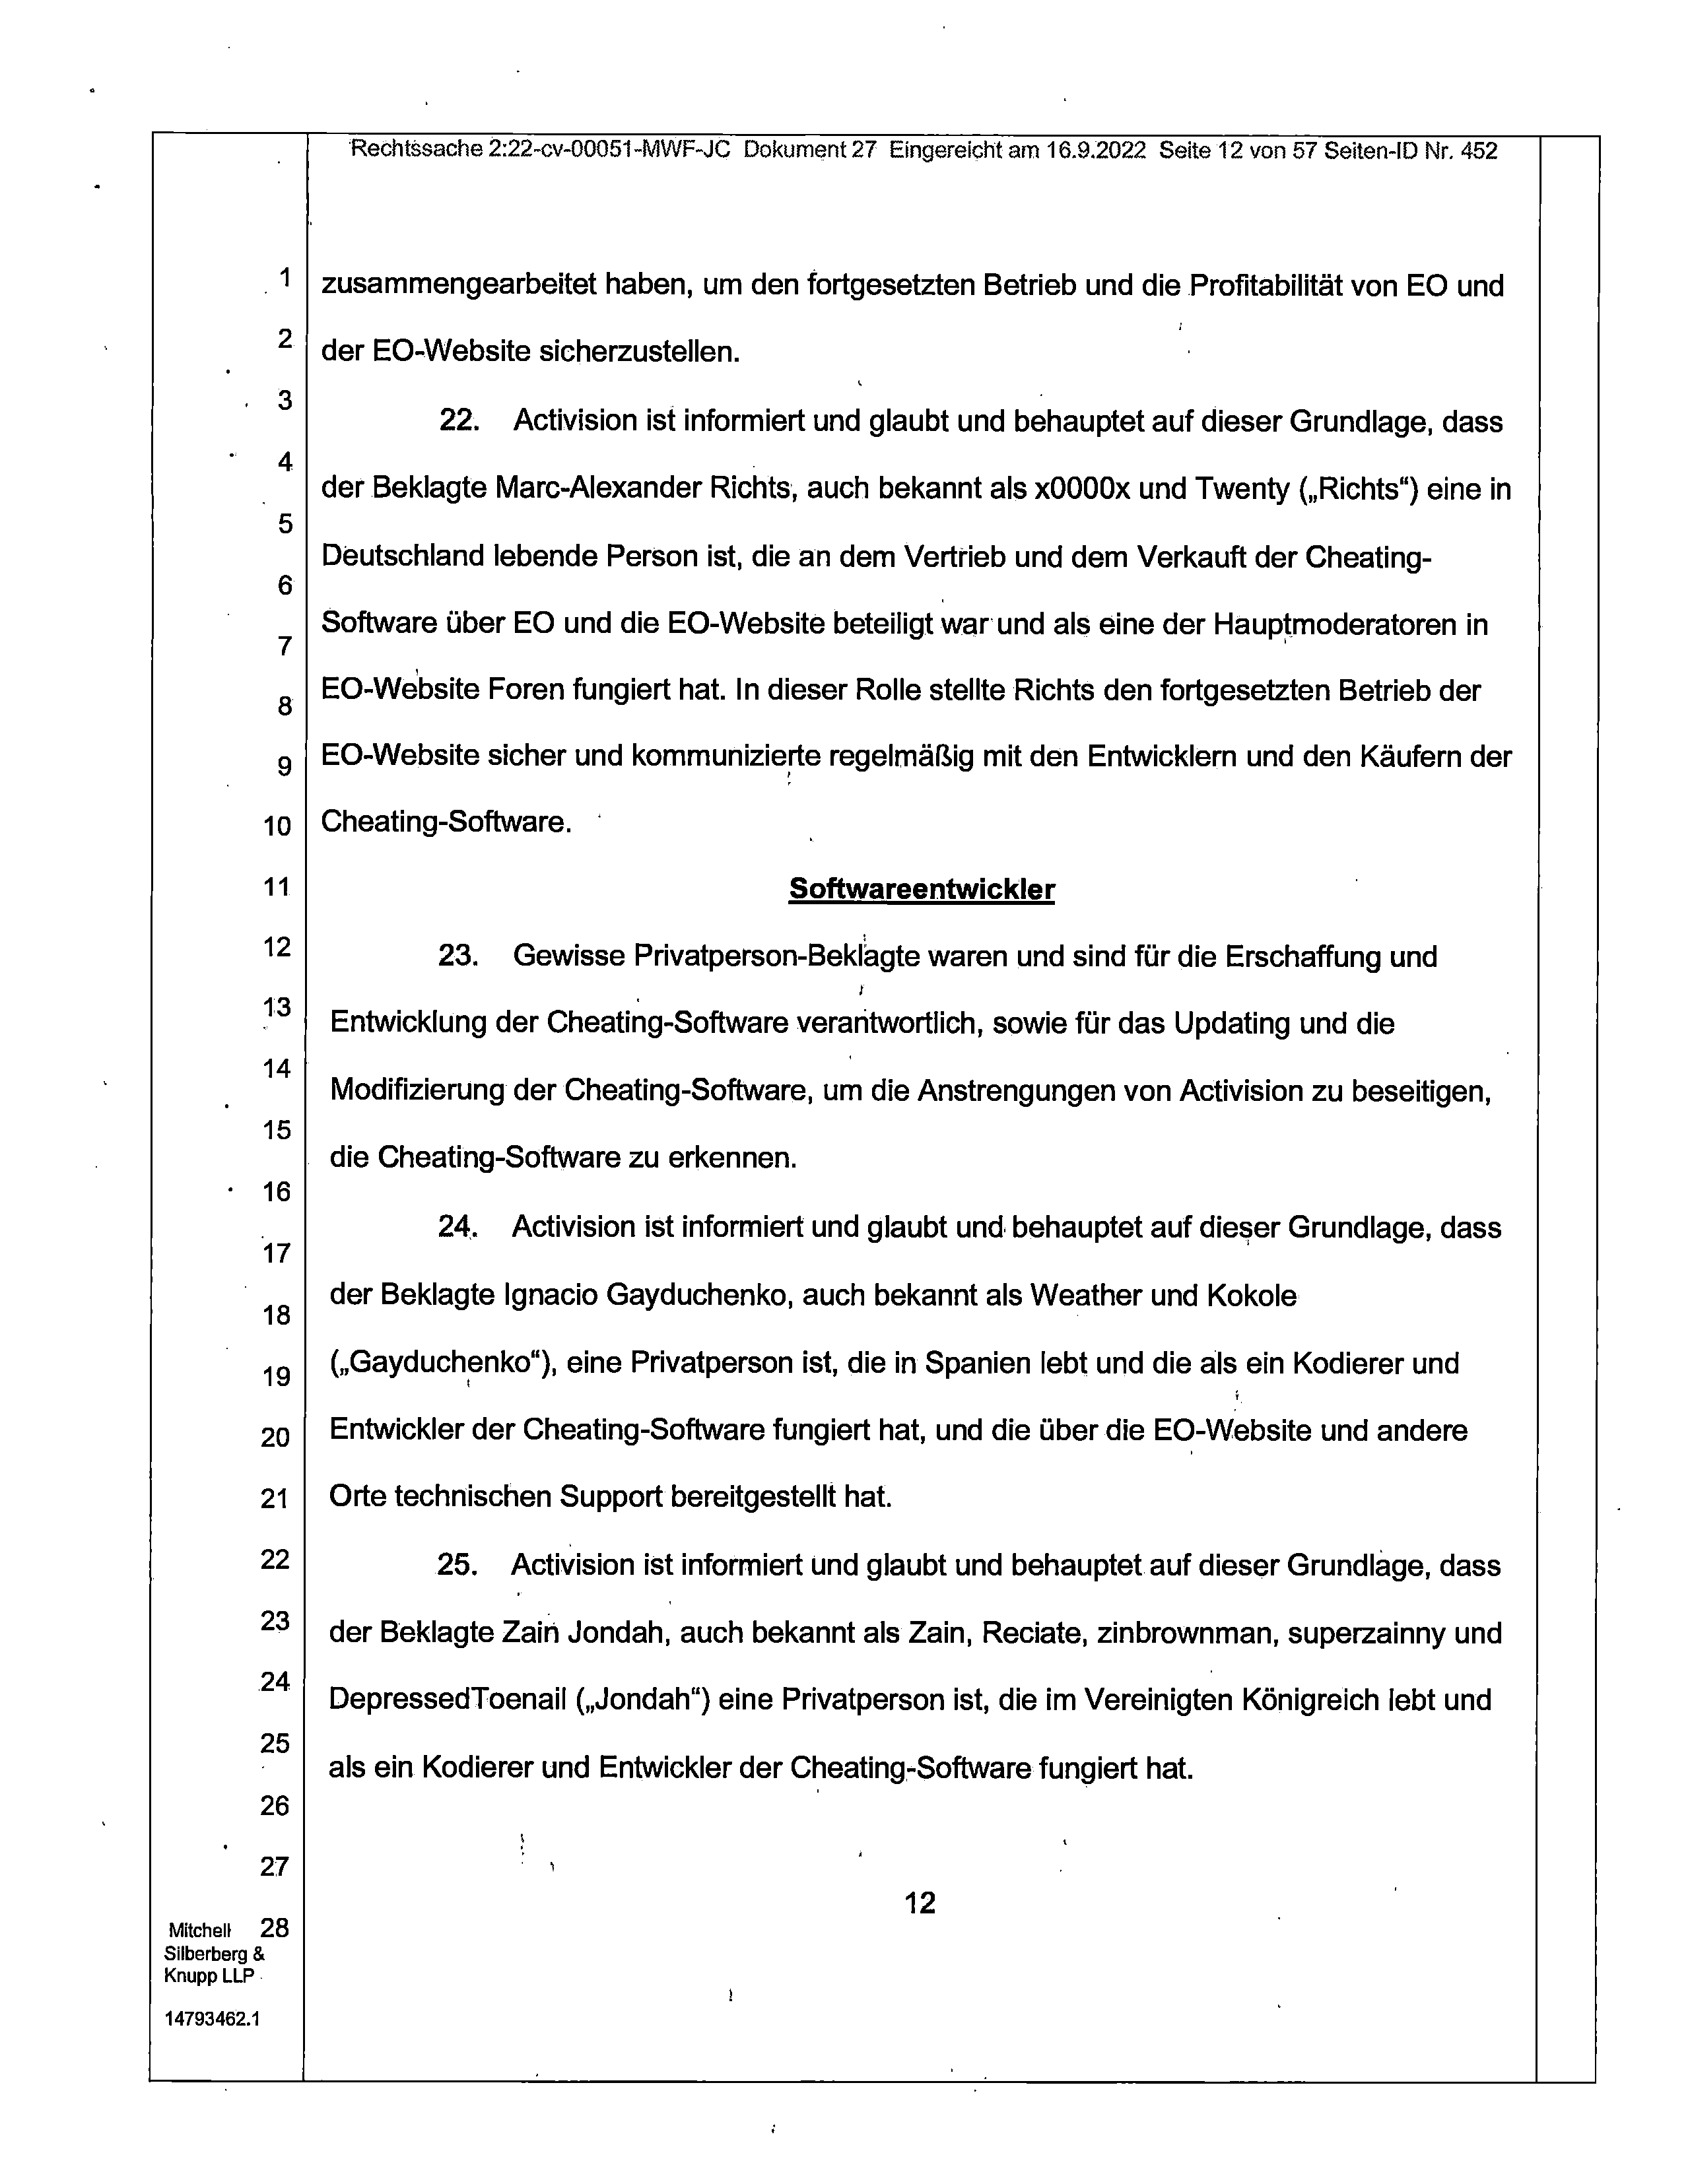 Rechtssache 2:22-cv-00051-MWF-JC Dokument 27 Eingereicht am 16.9.2022 Seite 12 von 57 Seiten-ID Nr. 452
1 zusammengearbeitet haben, um den fortgesetzten Betrieb und die Profitabilität von EO und
2 der EO-Website sicherzustellen.
3
22. Activision ist informiert und glaubt und behauptet auf dieser Grundlage, dass
4
der Beklagte Marc-Alexander Richts, auch bekannt als x0000x und Twenty („Richts“) eine in
5
Deutschland lebende Person ist, die an dem Vertrieb und dem Verkauft der Cheating-
6
Software über EO und die EO-Website beteiligt war und als eine der Hauptmoderatoren in
7
EO-Website Foren fungiert hat. In dieser Rolle stellte Richts den fortgesetzten Betrieb der
8
9 EO-Website sicher und kommunizierte regelmäßig mit den Entwicklern und den Käufern der
10 Cheating-Software.
11 Softwareentwickler
12 23. Gewisse Privatperson-Beklagte waren und sind für die Erschaffung und
13 Entwicklung der Cheating-Software verantwortlich, sowie für das Updating und die
14
Modifizierung der Cheating-Software, um die Anstrengungen von Activision zu beseitigen,
15
die Cheating-Software zu erkennen.
16
24. Activision ist informiert und glaubt und behauptet auf dieser Grundlage, dass
17
der Beklagte Ignacio Gayduchenko, auch bekannt als Weather und Kokole
18
19 („Gayduchenko“), eine Privatperson ist, die in Spanien lebt und die als ein Kodierer und
20 Entwickler der Cheating-Software fungiert hat, und die über die EO-Website und andere
21 Orte technischen Support bereitgestellt hat.
22 25. Activision ist informiert und glaubt und behauptet auf dieser Grundlage, dass
23 der Beklagte Zain Jondah, auch bekannt als Zain, Reciate, zinbrownman, superzainny und
24 DepressedToenail („Jondah“) eine Privatperson ist, die im Vereinigten Königreich lebt und
25
als ein Kodierer und Entwickler der Cheating-Software fungiert hat.
26
27
12
Mitchell 28
Silberberg &
Knupp LLP
14793462.1